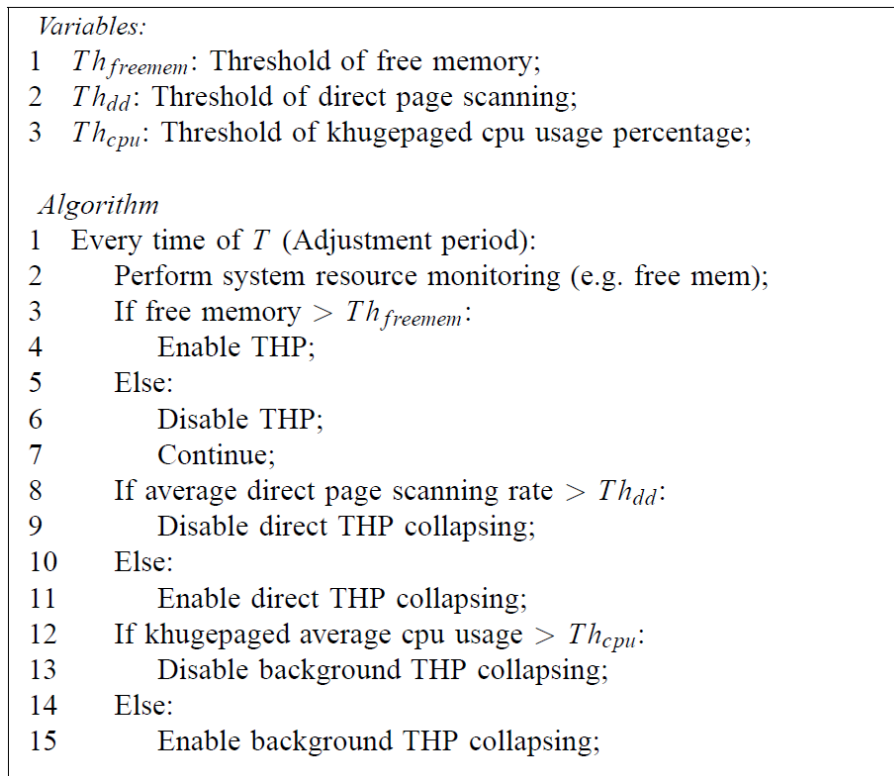 Variables:
1 Th_freemem: Threshold of free memory;
2 Th_dd: Threshold of direct page scanning;
3 Th_cpu: Threshold of khugepaged cpu usage percentage;
Algorithm
1 Every time of T (Adjustment period):
2 Perform system resource monitoring (e.g. free mem);
3 If free memory > Th_freemem:
4 Enable THP;
5 Else:
6 Disable THP;
7 Continue;
8 If average direct page scanning rate > Th_dd:
9 Disable direct THP collapsing;
10 Else:
11 Enable direct THP collapsing;
12 If khugepaged average cpu usage > Th_cpu:
13 Disable background THP collapsing;
14 Else:
15 Enable background THP collapsing;